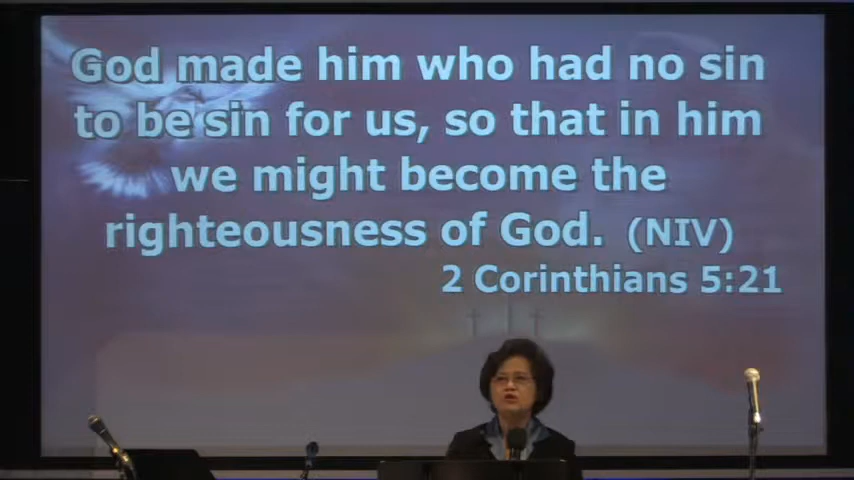 God made him who had no sin
to be sin for us, so that in him
we might become the
righteousness of God. (NIV)
2 Corinthians 5:21